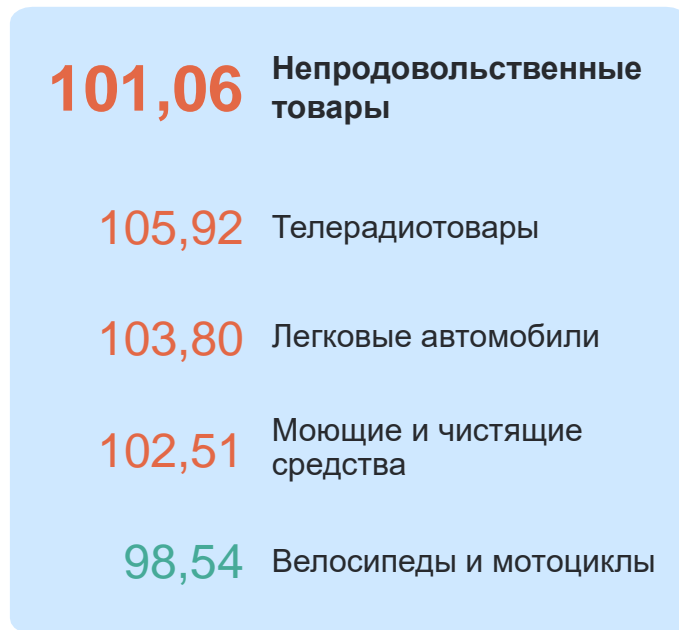 101,06 Непродовольственные
товары
105,92 Телерадиотовары
103,80 Легковые автомобили
102,51 Моющие и чистящие
средства
98,54 Велосипеды и мотоциклы